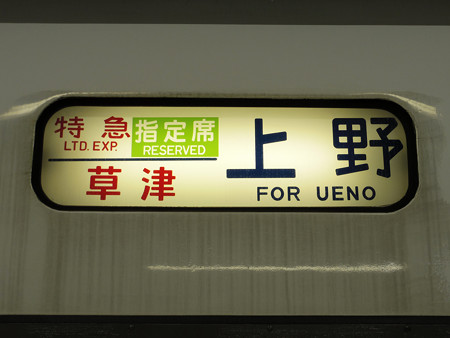 特急
LTD. EXP.
指定席
RESERVED
草津
上野
FOR UENO